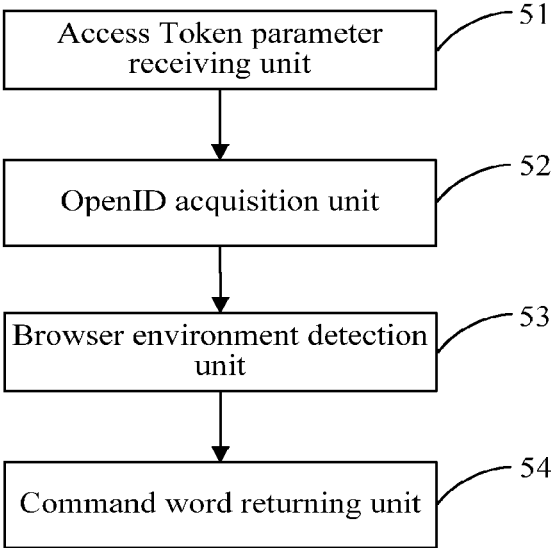 Access Token parameter
receiving unit
51
OpenID acquisition unit
52
Browser environment detection
unit
53
Command word returning unit
54